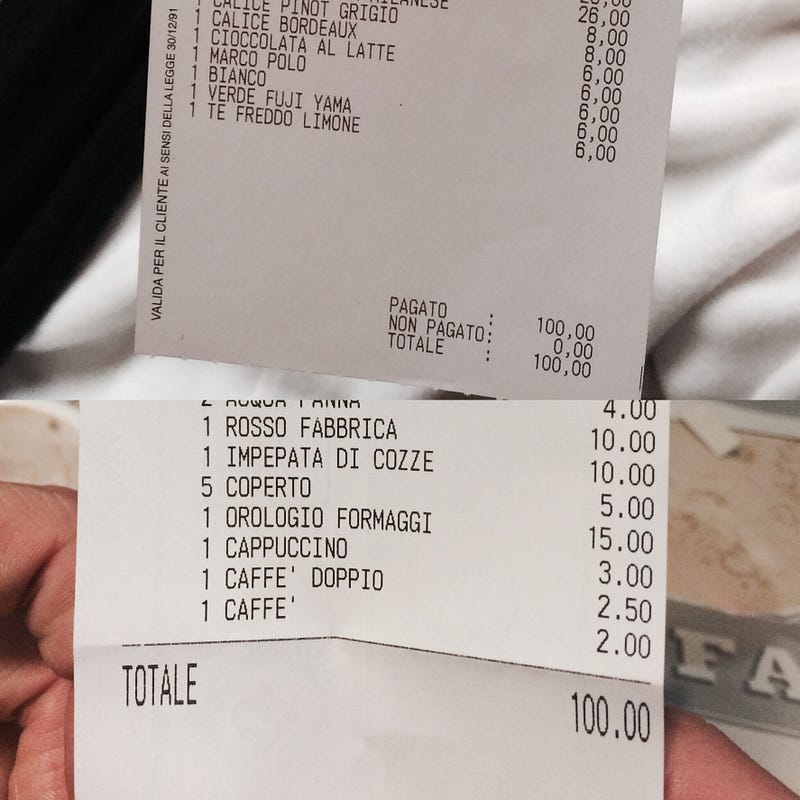 MILANESE 26,00
1 CALICE PINOT GRIGIO 8,00
1 CALICE BORDEAUX 8,00
1 CIOCCOLATA AL LATTE 6,00
1 MARCO POLO 6,00
1 BIANCO 6,00
1 VERDE FUJI YAMA 6,00
1 TE FREDDO LIMONE 6,00
VALIDA PER IL CLIENTE AI SENSI DELLA LEGGE 30/12/91
PAGATO : 100,00
NON PAGATO: 0,00
TOTALE : 100,00
2 ACQUA PANNA 4.00
1 ROSSO FABBRICA 10.00
1 IMPEPATA DI COZZE 10.00
5 COPERTO 5.00
1 OROLOGIO FORMAGGI 15.00
1 CAPPUCCINO 3.00
1 CAFFE' DOPPIO 2.50
1 CAFFE' 2.00
TOTALE 100.00
FA